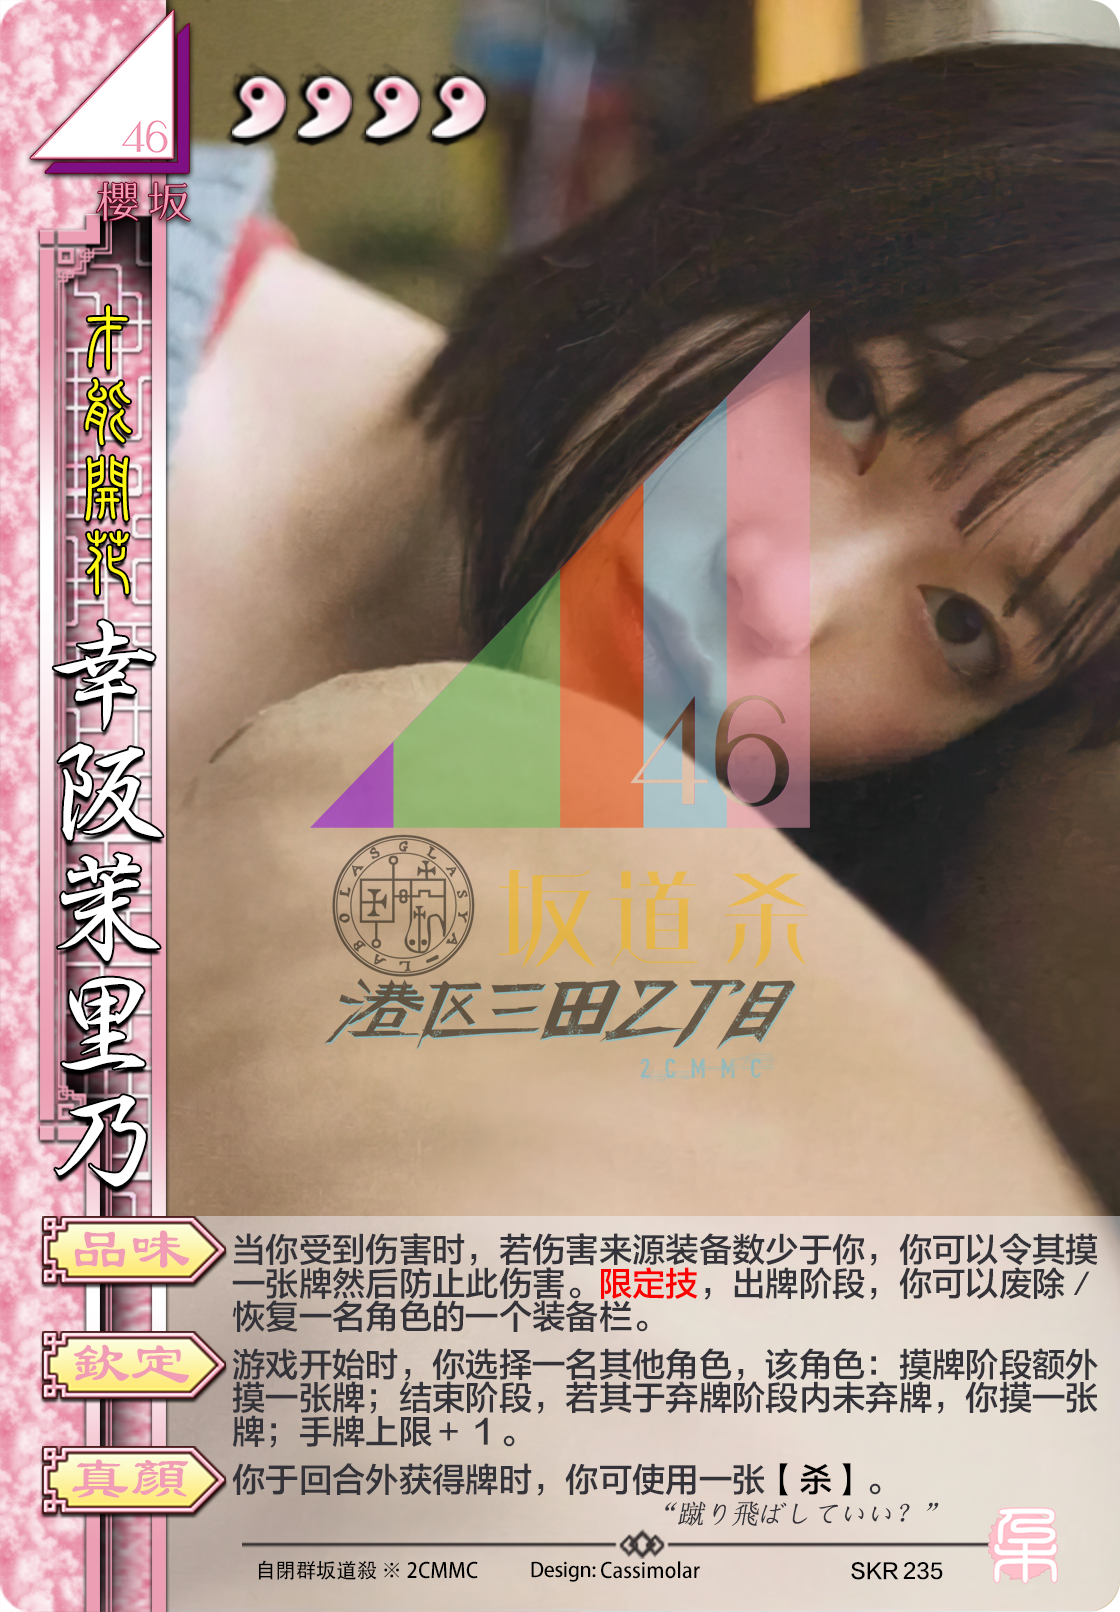 46
櫻坂
才能開花
幸阪茉里乃
46
GLASYA-LABOLAS
坂道杀
港区三田2丁目
2CMMC
品味
当你受到伤害时，若伤害来源装备数少于你，你可以令其摸
一张牌然后防止此伤害。限定技，出牌阶段，你可以废除／
恢复一名角色的一个装备栏。
欽定
游戏开始时，你选择一名其他角色，该角色：摸牌阶段额外
摸一张牌；结束阶段，若其于弃牌阶段内未弃牌，你摸一张
牌；手牌上限＋１。
真顏
你于回合外获得牌时，你可使用一张【杀】。
“蹴り飛ばしていい？”
自閉群坂道殺 ※ 2CMMC Design: Cassimolar SKR 235